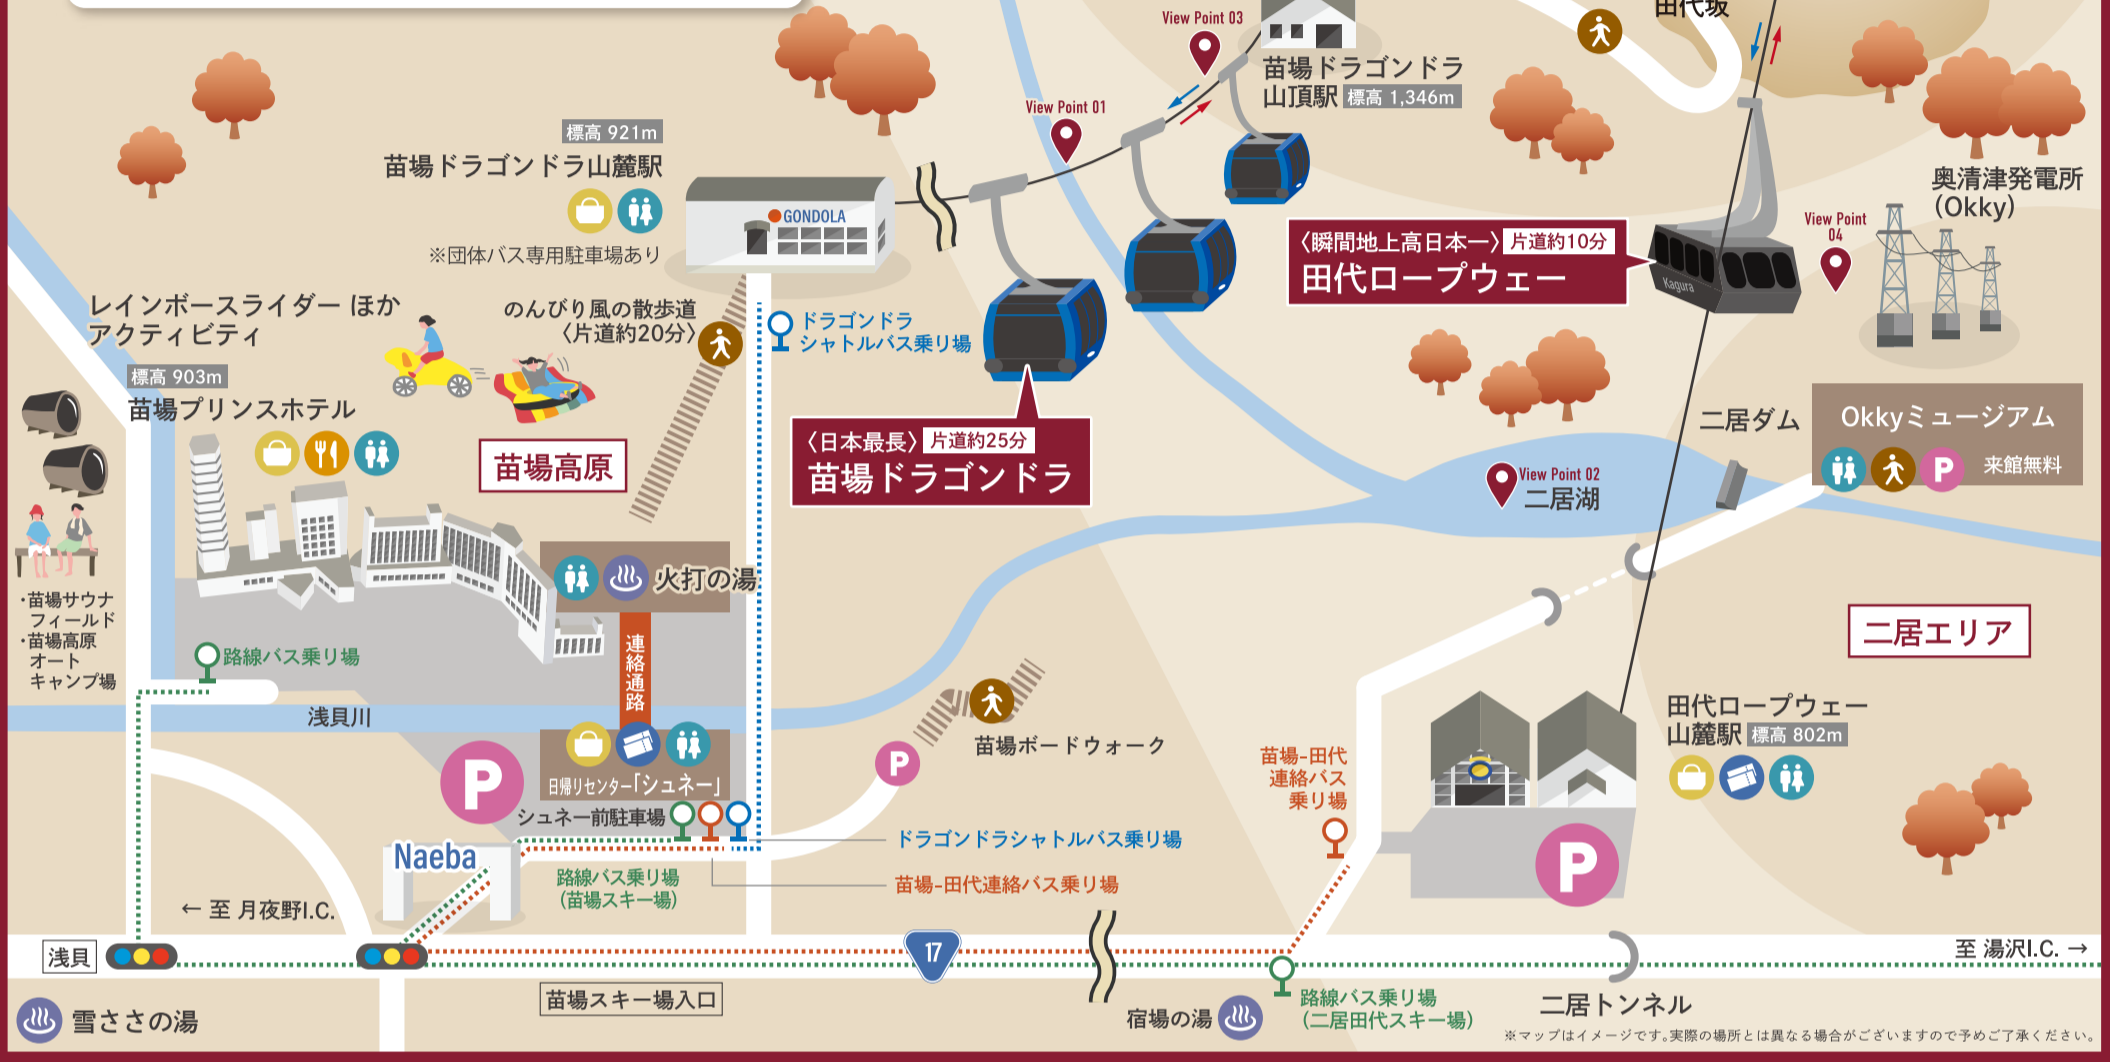 View Point 03
田代坂
苗場ドラゴンドラ
山頂駅 標高 1,346m
View Point 01
標高 921m
苗場ドラゴンドラ山麓駅
GONDOLA
※団体バス専用駐車場あり
奥清津発電所
(Okky)
View Point
04
〈瞬間地上高日本一〉 片道約10分
田代ロープウェー
Kagura
レインボースライダー ほか
アクティビティ
のんびり風の散歩道
〈片道約20分〉
ドラゴンドラ
シャトルバス乗り場
標高 903m
苗場プリンスホテル
苗場高原
〈日本最長〉 片道約25分
苗場ドラゴンドラ
二居ダム
Okkyミュージアム
P
来館無料
View Point 02
二居湖
火打の湯
・苗場サウナ
フィールド
・苗場高原
オート
キャンプ場
連絡通路
路線バス乗り場
二居エリア
浅貝川
苗場ボードウォーク
P
P
日帰りセンター「シュネー」
シュネー前駐車場
苗場-田代
連絡バス
乗り場
田代ロープウェー
山麓駅 標高 802m
P
Naeba
ドラゴンドラシャトルバス乗り場
苗場-田代連絡バス乗り場
路線バス乗り場
(苗場スキー場)
← 至 月夜野I.C.
浅貝
17
至 湯沢I.C. →
苗場スキー場入口
雪ささの湯
宿場の湯
路線バス乗り場
(二居田代スキー場)
二居トンネル
※マップはイメージです。実際の場所とは異なる場合がございますので予めご了承ください。